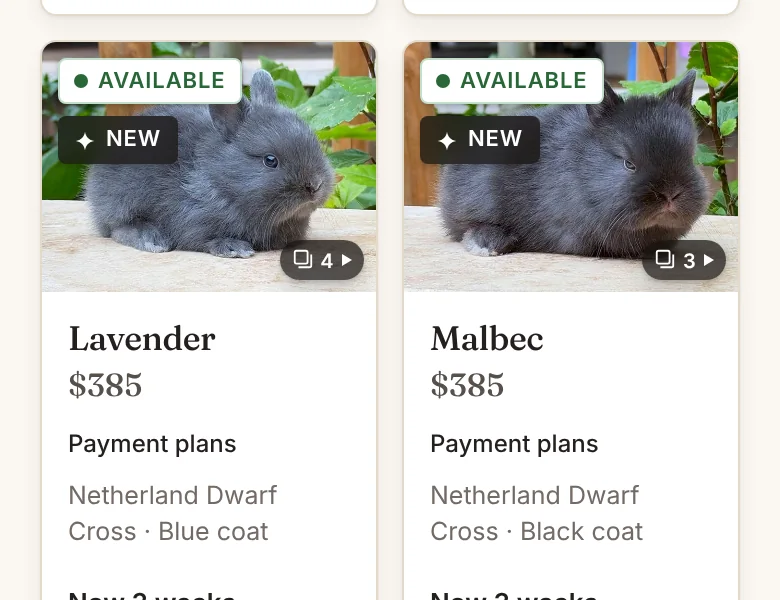 AVAILABLE
NEW
4
Lavender
$385
Payment plans
Netherland Dwarf
Cross · Blue coat
AVAILABLE
NEW
3
Malbec
$385
Payment plans
Netherland Dwarf
Cross · Black coat